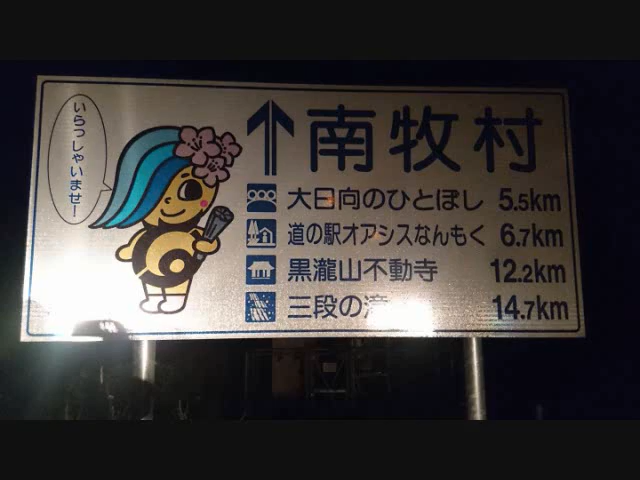 いらっしゃいませ!
↑南牧村
大日向のひとぼし 5.5km
道の駅オアシスなんもく 6.7km
黒瀧山不動寺 12.2km
三段の滝 14.7km